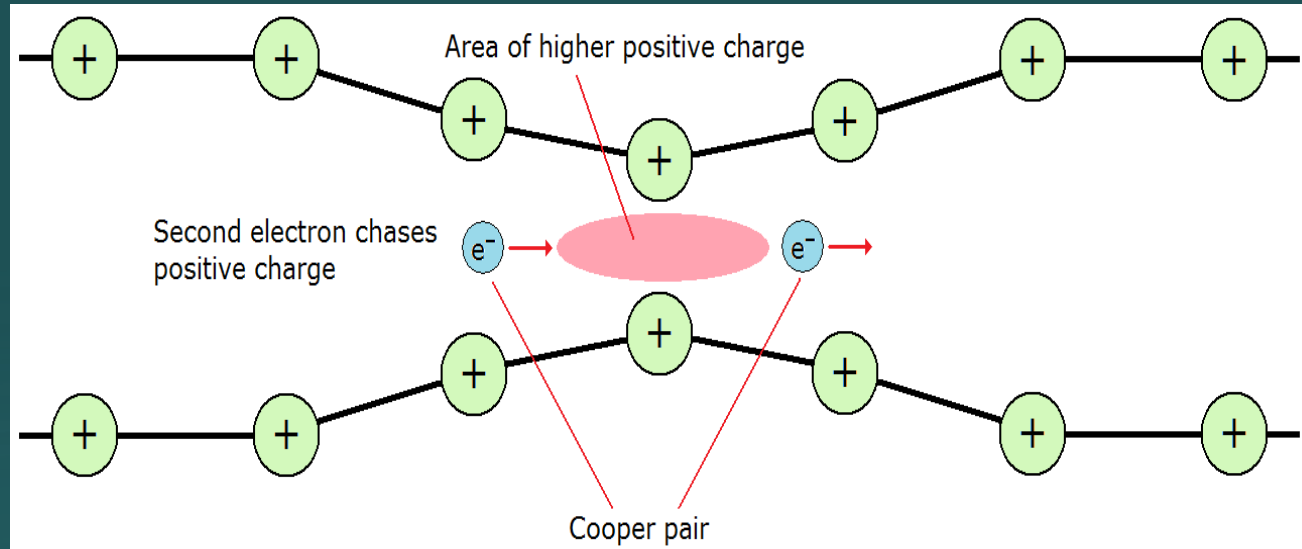 Area of higher positive charge
+ + + + + + +
Second electron chases
positive charge
e⁻ e⁻
+ + + + + + +
Cooper pair